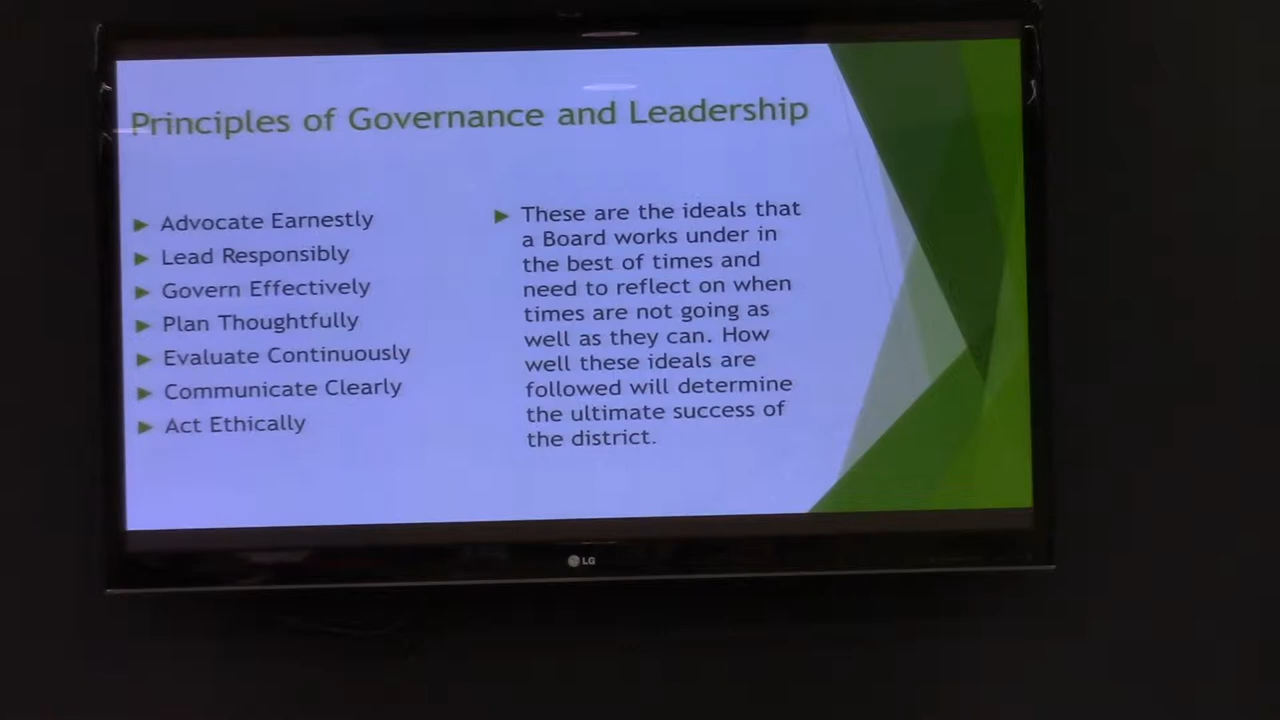 Principles of Governance and Leadership
Advocate Earnestly
Lead Responsibly
Govern Effectively
Plan Thoughtfully
Evaluate Continuously
Communicate Clearly
Act Ethically
These are the ideals that
a Board works under in
the best of times and
need to reflect on when
times are not going as
well as they can. How
well these ideals are
followed will determine
the ultimate success of
the district.
LG